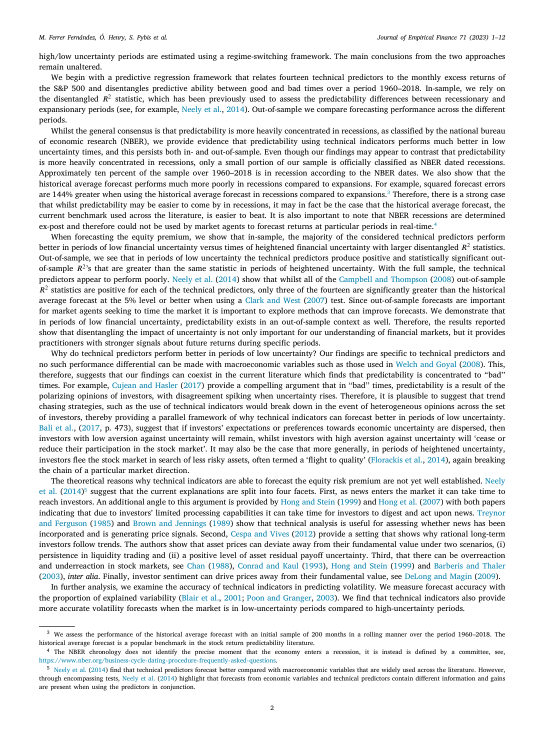 M. Ferrer Fernández, Ó. Henry, S. Pybis et al.
Journal of Empirical Finance 71 (2023) 1–12
high/low uncertainty periods are estimated using a regime-switching framework. The main conclusions from the two approaches
remain unaltered.
We begin with a predictive regression framework that relates fourteen technical predictors to the monthly excess returns of
the S&P 500 and disentangles predictive ability between good and bad times over a period 1960–2018. In-sample, we rely on
the disentangled R² statistic, which has been previously used to assess the predictability differences between recessionary and
expansionary periods (see, for example, Neely et al., 2014). Out-of-sample we compare forecasting performance across the different
periods.
Whilst the general consensus is that predictability is more heavily concentrated in recessions, as classified by the national bureau
of economic research (NBER), we provide evidence that predictability using technical indicators performs much better in low
uncertainty times, and this persists both in- and out-of-sample. Even though our findings may appear to contrast that predictability
is more heavily concentrated in recessions, only a small portion of our sample is officially classified as NBER dated recessions.
Approximately ten percent of the sample over 1960–2018 is in recession according to the NBER dates. We also show that the
historical average forecast performs much more poorly in recessions compared to expansions. For example, squared forecast errors
are 144% greater when using the historical average forecast in recessions compared to expansions.³ Therefore, there is a strong case
that whilst predictability may be easier to come by in recessions, it may in fact be the case that the historical average forecast, the
current benchmark used across the literature, is easier to beat. It is also important to note that NBER recessions are determined
ex-post and therefore could not be used by market agents to forecast returns at particular periods in real-time.⁴
When forecasting the equity premium, we show that in-sample, the majority of the considered technical predictors perform
better in periods of low financial uncertainty versus times of heightened financial uncertainty with larger disentangled R² statistics.
Out-of-sample, we see that in periods of low uncertainty the technical predictors produce positive and statistically significant out-
of-sample R²'s that are greater than the same statistic in periods of heightened uncertainty. With the full sample, the technical
predictors appear to perform poorly. Neely et al. (2014) show that whilst all of the Campbell and Thompson (2008) out-of-sample
R² statistics are positive for each of the technical predictors, only three of the fourteen are significantly greater than the historical
average forecast at the 5% level or better when using a Clark and West (2007) test. Since out-of-sample forecasts are important
for market agents seeking to time the market it is important to explore methods that can improve forecasts. We demonstrate that
in periods of low financial uncertainty, predictability exists in an out-of-sample context as well. Therefore, the results reported
show that disentangling the impact of uncertainty is not only important for our understanding of financial markets, but it provides
practitioners with stronger signals about future returns during specific periods.
Why do technical predictors perform better in periods of low uncertainty? Our findings are specific to technical predictors and
no such performance differential can be made with macroeconomic variables such as those used in Welch and Goyal (2008). This,
therefore, suggests that our findings can coexist in the current literature which finds that predictability is concentrated to “bad”
times. For example, Cujean and Hasler (2017) provide a compelling argument that in “bad” times, predictability is a result of the
polarizing opinions of investors, with disagreement spiking when uncertainty rises. Therefore, it is plausible to suggest that trend
chasing strategies, such as the use of technical indicators would break down in the event of heterogeneous opinions across the set
of investors, thereby providing a parallel framework of why technical indicators can forecast better in periods of low uncertainty.
Bali et al., (2017, p. 473), suggest that if investors' expectations or preferences towards economic uncertainty are dispersed, then
investors with low aversion against uncertainty will remain, whilst investors with high aversion against uncertainty will ‘cease or
reduce their participation in the stock market’. It may also be the case that more generally, in periods of heightened uncertainty,
investors flee the stock market in search of less risky assets, often termed a ‘flight to quality’ (Florackis et al., 2014), again breaking
the chain of a particular market direction.
The theoretical reasons why technical indicators are able to forecast the equity risk premium are not yet well established. Neely
et al. (2014)⁵ suggest that the current explanations are split into four facets. First, as news enters the market it can take time to
reach investors. An additional angle to this argument is provided by Hong and Stein (1999) and Hong et al. (2007) with both papers
indicating that due to investors' limited processing capabilities it can take time for investors to digest and act upon news. Treynor
and Ferguson (1985) and Brown and Jennings (1989) show that technical analysis is useful for assessing whether news has been
incorporated and is generating price signals. Second, Cespa and Vives (2012) provide a setting that shows why rational long-term
investors follow trends. The authors show that asset prices can deviate away from their fundamental value under two scenarios, (i)
persistence in liquidity trading and (ii) a positive level of asset residual payoff uncertainty. Third, that there can be overreaction
and underreaction in stock markets, see Chan (1988), Conrad and Kaul (1993), Hong and Stein (1999) and Barberis and Thaler
(2003), inter alia. Finally, investor sentiment can drive prices away from their fundamental value, see DeLong and Magin (2009).
In further analysis, we examine the accuracy of technical indicators in predicting volatility. We measure forecast accuracy with
the proportion of explained variability (Blair et al., 2001; Poon and Granger, 2003). We find that technical indicators also provide
more accurate volatility forecasts when the market is in low-uncertainty periods compared to high-uncertainty periods.
³ We assess the performance of the historical average forecast with an initial sample of 200 months in a rolling manner over the period 1960–2018. The
historical average forecast is a popular benchmark in the stock return predictability literature.
⁴ The NBER chronology does not identify the precise moment that the economy enters a recession, it is instead is defined by a committee, see,
https://www.nber.org/business-cycle-dating-procedure-frequently-asked-questions.
⁵ Neely et al. (2014) find that technical predictors forecast better compared with macroeconomic variables that are widely used across the literature. However,
through encompassing tests, Neely et al. (2014) highlight that forecasts from economic variables and technical predictors contain different information and gains
are present when using the predictors in conjunction.
2